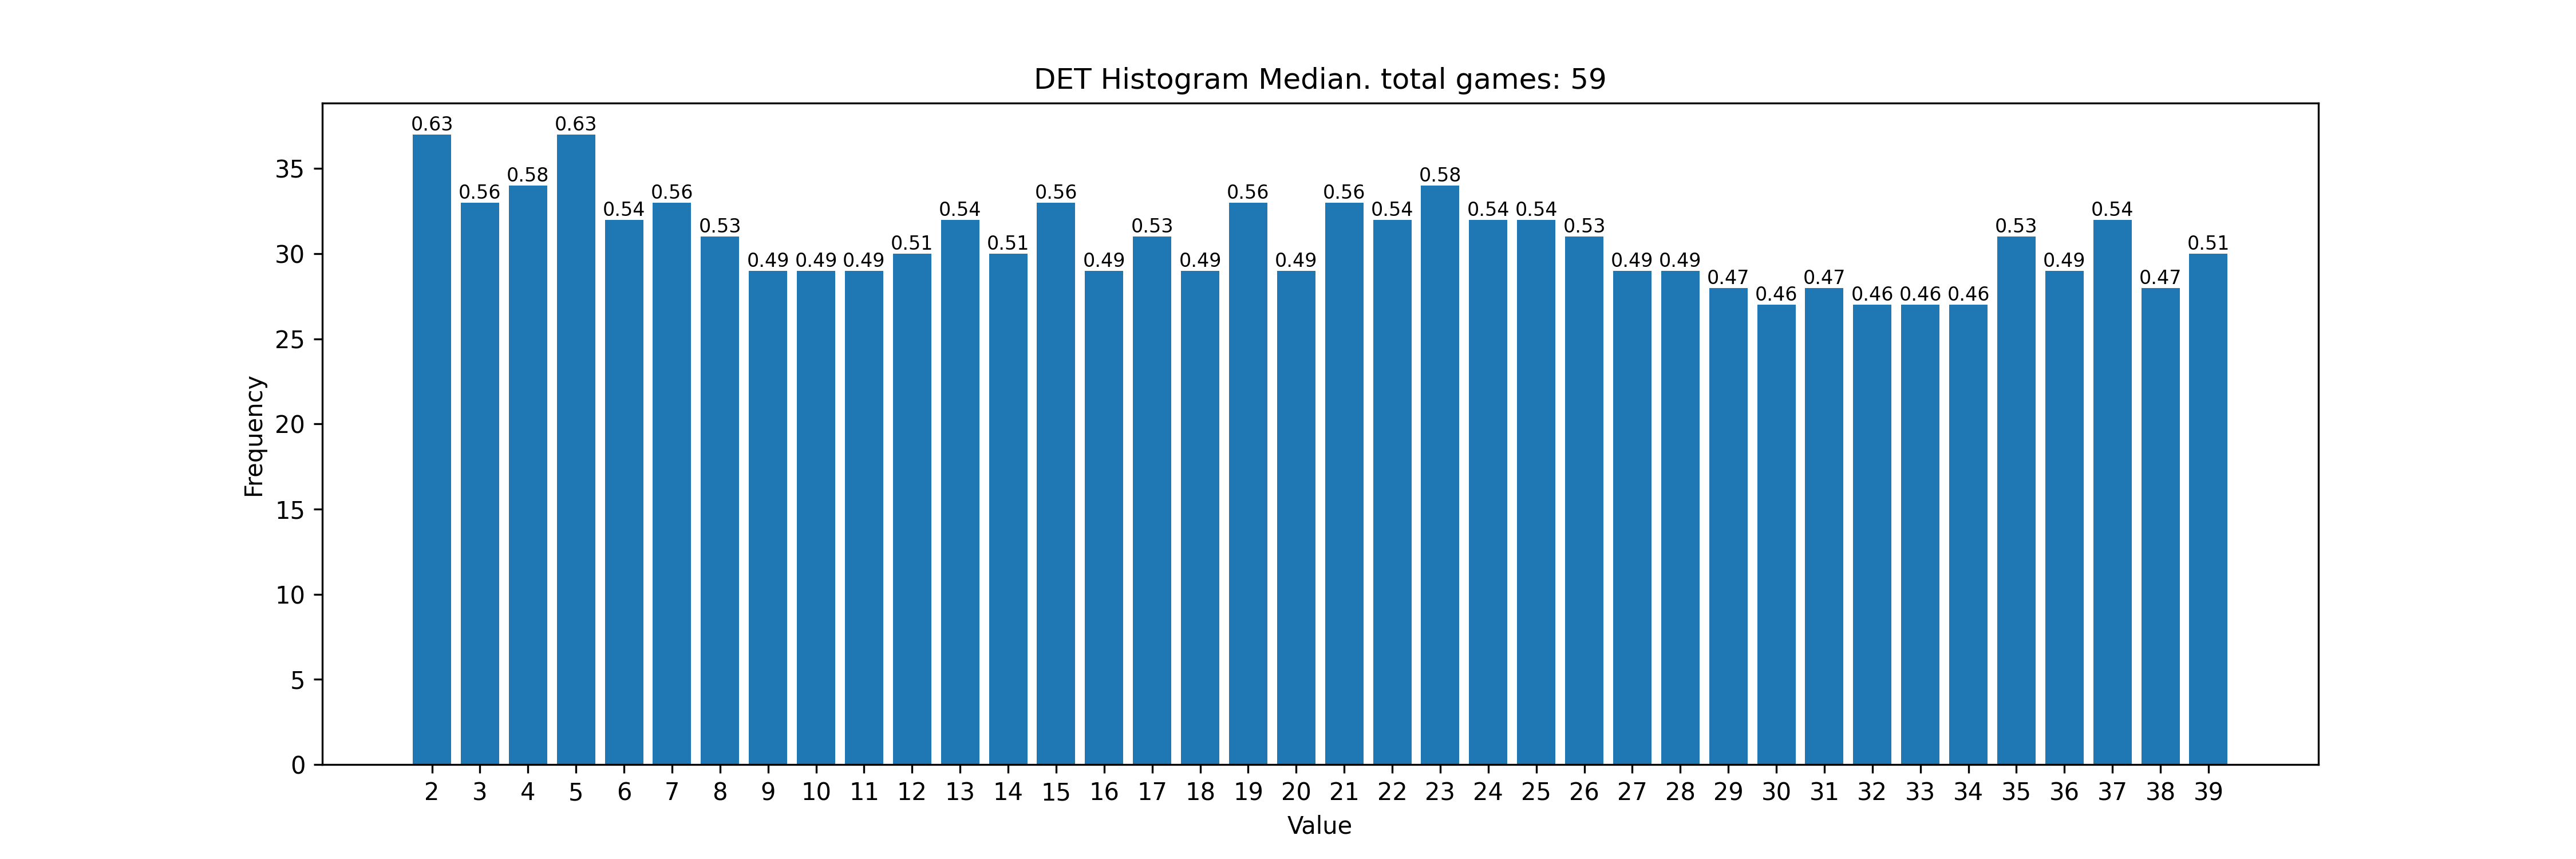 DET Histogram Median. total games: 59
0.63 0.56 0.58 0.63 0.54 0.56 0.53 0.49 0.49 0.49 0.51 0.54 0.51 0.56 0.49 0.53 0.49 0.56 0.49 0.56 0.54 0.58 0.54 0.54 0.53 0.49 0.49 0.47 0.46 0.47 0.46 0.46 0.46 0.53 0.49 0.54 0.47 0.51
35
30
25
20
15
10
5
0
Frequency
2 3 4 5 6 7 8 9 10 11 12 13 14 15 16 17 18 19 20 21 22 23 24 25 26 27 28 29 30 31 32 33 34 35 36 37 38 39
Value